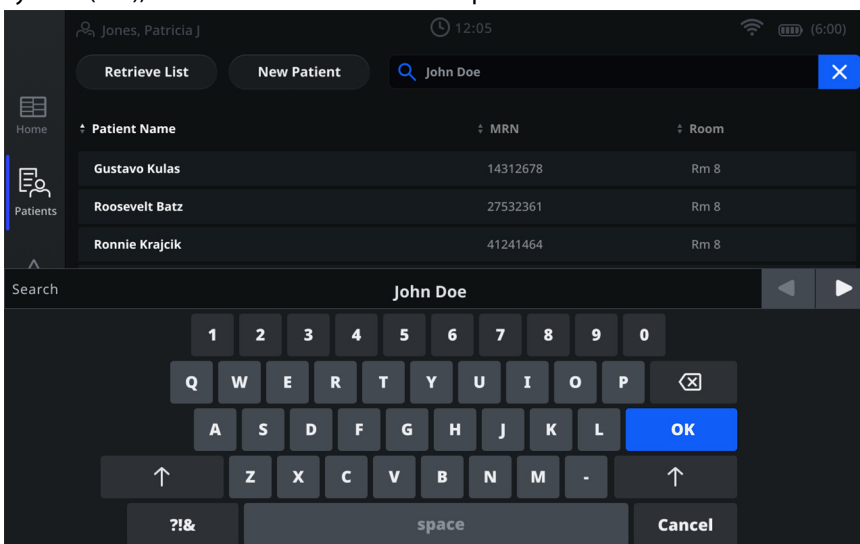 Jones, Patricia J 12:05 (6:00)
Retrieve List New Patient John Doe
Home
Patient Name MRN Room
Gustavo Kulas 14312678 Rm 8
Patients
Roosevelt Batz 27532361 Rm 8
Ronnie Krajcik 41241464 Rm 8
Search John Doe
1 2 3 4 5 6 7 8 9 0
Q W E R T Y U I O P
A S D F G H J K L OK
Z X C V B N M -
?!& space Cancel